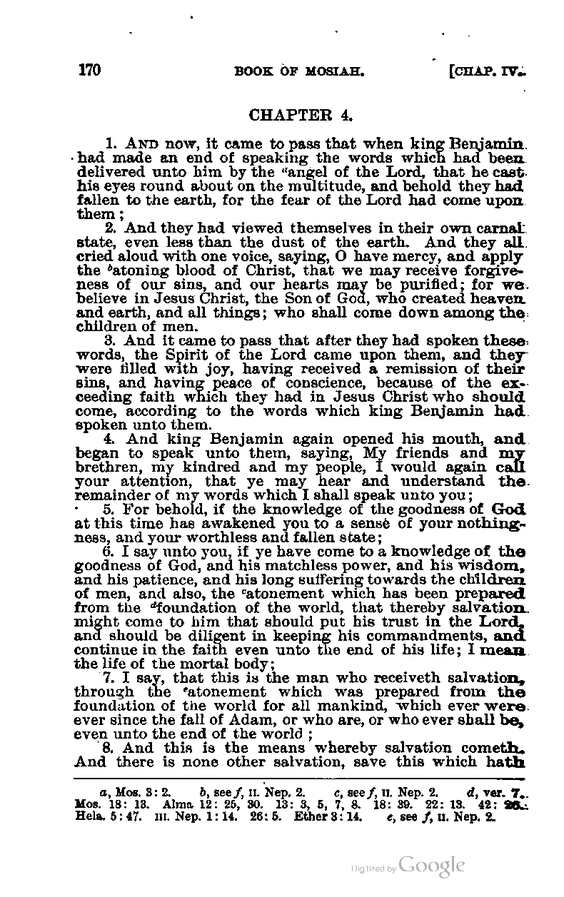 170 BOOK OF MOSIAH. [CHAP. IV.
CHAPTER 4.
1. AND now, it came to pass that when king Benjamin
had made an end of speaking the words which had been
delivered unto him by the "angel of the Lord, that he cast
his eyes round about on the multitude, and behold they had
fallen to the earth, for the fear of the Lord had come upon
them;
2. And they had viewed themselves in their own carnal
state, even less than the dust of the earth. And they all
cried aloud with one voice, saying, O have mercy, and apply
the ᵇatoning blood of Christ, that we may receive forgive-
ness of our sins, and our hearts may be purified; for we
believe in Jesus Christ, the Son of God, who created heaven
and earth, and all things; who shall come down among the
children of men.
3. And it came to pass that after they had spoken these
words, the Spirit of the Lord came upon them, and they
were filled with joy, having received a remission of their
sins, and having peace of conscience, because of the ex-
ceeding faith which they had in Jesus Christ who should
come, according to the words which king Benjamin had
spoken unto them.
4. And king Benjamin again opened his mouth, and
began to speak unto them, saying, My friends and my
brethren, my kindred and my people, I would again call
your attention, that ye may hear and understand the
remainder of my words which I shall speak unto you;
5. For behold, if the knowledge of the goodness of God
at this time has awakened you to a sense of your nothing-
ness, and your worthless and fallen state;
6. I say unto you, if ye have come to a knowledge of the
goodness of God, and his matchless power, and his wisdom,
and his patience, and his long suffering towards the children
of men, and also, the ᶜatonement which has been prepared
from the ᵈfoundation of the world, that thereby salvation
might come to him that should put his trust in the Lord,
and should be diligent in keeping his commandments, and
continue in the faith even unto the end of his life; I mean
the life of the mortal body;
7. I say, that this is the man who receiveth salvation,
through the ᵉatonement which was prepared from the
foundation of the world for all mankind, which ever were
ever since the fall of Adam, or who are, or who ever shall be,
even unto the end of the world;
8. And this is the means whereby salvation cometh.
And there is none other salvation, save this which hath
a, Mos. 3: 2. b, see f, II. Nep. 2. c, see f, II. Nep. 2. d, ver. 7.
Mos. 18: 13. Alma 12: 25, 30. 13: 3, 5, 7, 8. 18: 39. 22: 13. 42: 26.
Hela. 5: 47. III. Nep. 1: 14. 26: 5. Ether 3: 14. e, see f, II. Nep. 2.
Digitized by Google